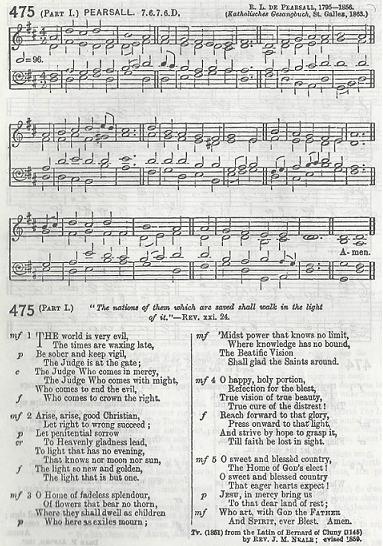 475 (PART I.) PEARSALL. 7.6.7.6.D.
R. L. DE PEARSALL, 1795–1856.
(Katholisches Gesangbuch, St. Gallen, 1863.)
= 96.
A- men.
475 (PART I.)
"The nations of them which are saved shall walk in the light
of it."—REV. xxi. 24.
mf 1 THE world is very evil,
The times are waxing late,
p Be sober and keep vigil,
The Judge is at the gate;
c The Judge Who comes in mercy,
The Judge Who comes with might,
Who comes to end the evil,
f Who comes to crown the right.
mf 2 Arise, arise, good Christian,
Let right to wrong succeed;
p Let penitential sorrow
cr To Heavenly gladness lead,
To light that has no evening,
That knows nor moon nor sun,
f The light so new and golden,
The light that is but one.
mf 3 O Home of fadeless splendour,
Of flowers that bear no thorn,
Where they shall dwell as children
p Who here as exiles mourn;
mf 'Midst power that knows no limit,
Where knowledge has no bound,
The Beatific Vision
Shall glad the Saints around.
mf 4 O happy, holy portion,
Refection for the blest,
True vision of true beauty,
True cure of the distrest!
f Reach forward to that glory,
Press onward to that light,
And strive by hope to grasp it,
Till faith be lost in sight.
mf 5 O sweet and blessed country,
The Home of GOD's elect!
O sweet and blessed country
That eager hearts expect!
p JESU, in mercy bring us
To that dear land of rest;
mf Who art, with GOD the FATHER
And SPIRIT, ever Blest. Amen.
Tr. (1851) from the Latin of Bernard of Cluny (1145)
by REV. J. M. NEALE; revised 1859.